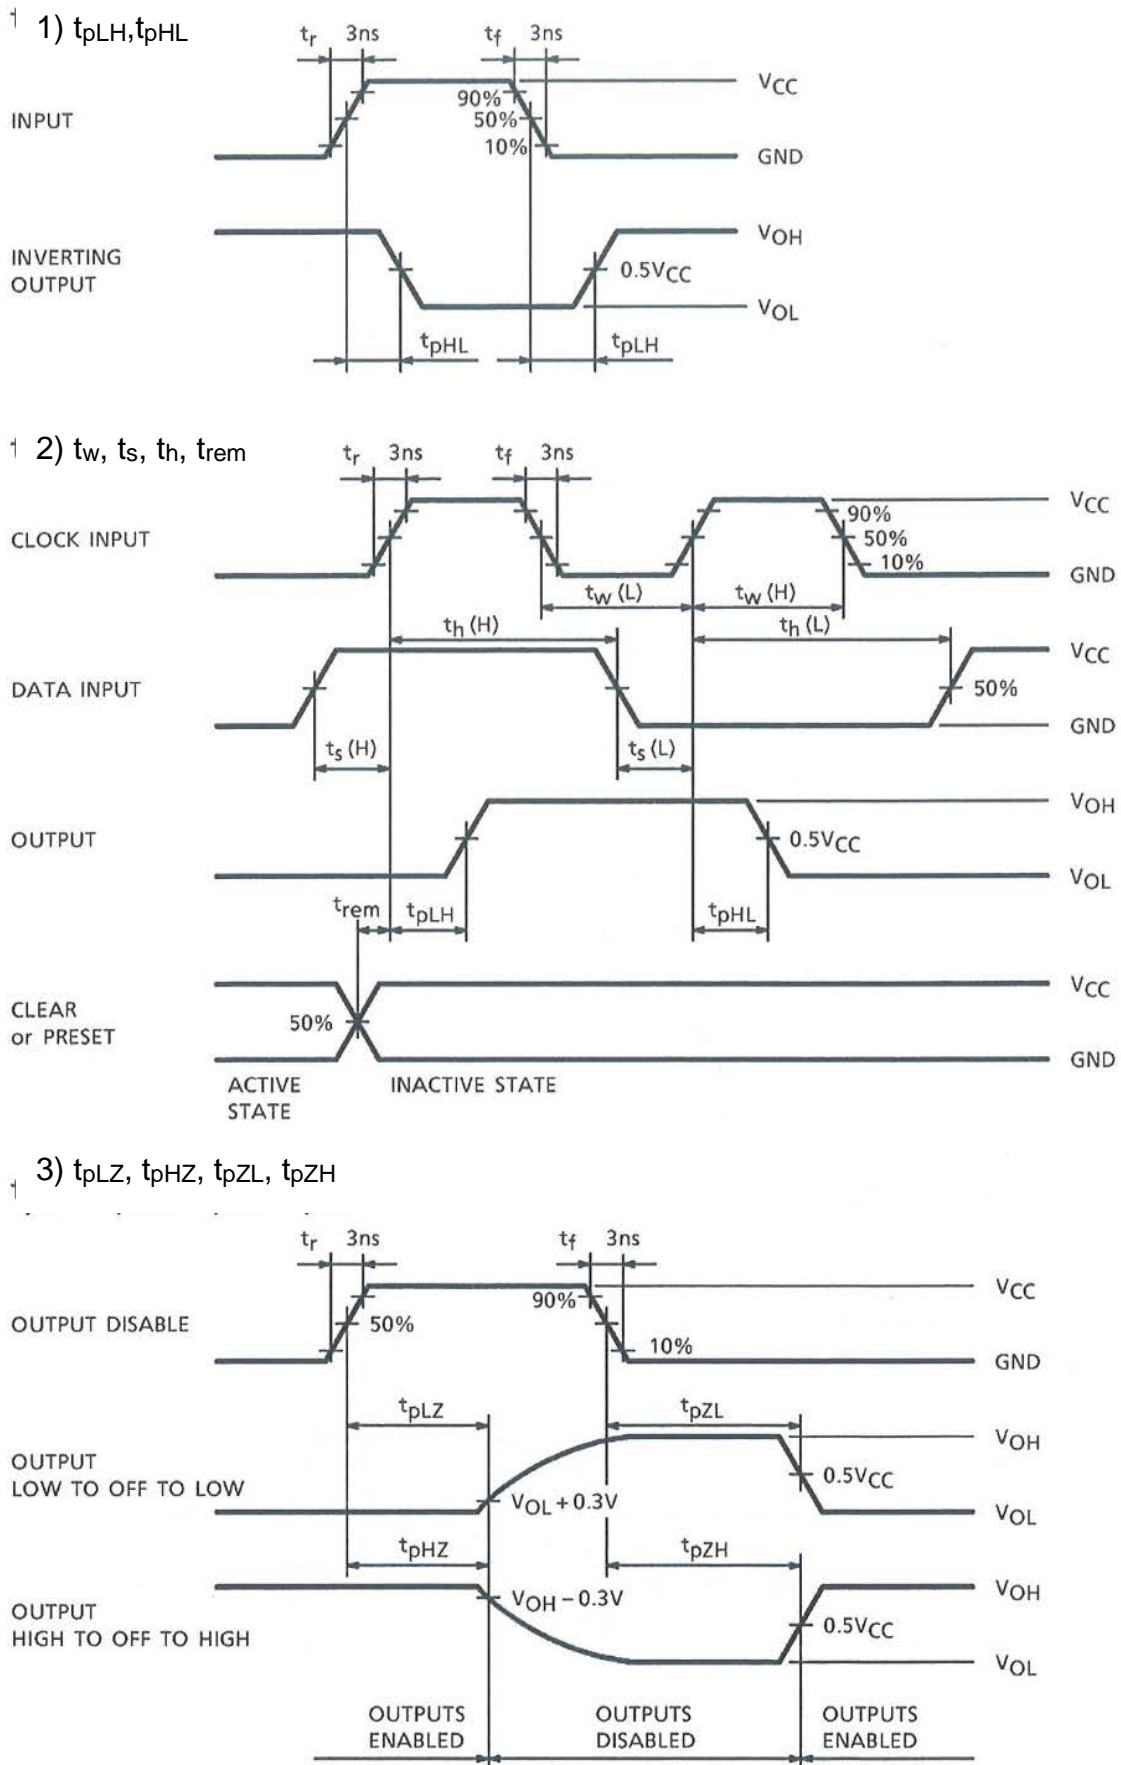 1) tpLH,tpHL
tr 3ns tf 3ns
INPUT
90%
50%
10%
VCC
GND
INVERTING
OUTPUT
VOH
0.5VCC
VOL
tpHL tpLH
2) tw, ts, th, trem
tr 3ns tf 3ns
CLOCK INPUT
VCC
90%
50%
10%
GND
tw (L) tw (H)
th (H) th (L)
DATA INPUT
VCC
50%
GND
ts (H) ts (L)
OUTPUT
VOH
0.5VCC
VOL
trem tpLH tpHL
CLEAR
or PRESET
50%
VCC
GND
ACTIVE
STATE
INACTIVE STATE
3) tpLZ, tpHZ, tpZL, tpZH
tr 3ns tf 3ns
OUTPUT DISABLE
50%
90%
10%
VCC
GND
tpLZ tpZL
OUTPUT
LOW TO OFF TO LOW
VOL + 0.3V
VOH
0.5VCC
VOL
tpHZ tpZH
OUTPUT
HIGH TO OFF TO HIGH
VOH – 0.3V
VOH
0.5VCC
VOL
OUTPUTS
ENABLED
OUTPUTS
DISABLED
OUTPUTS
ENABLED